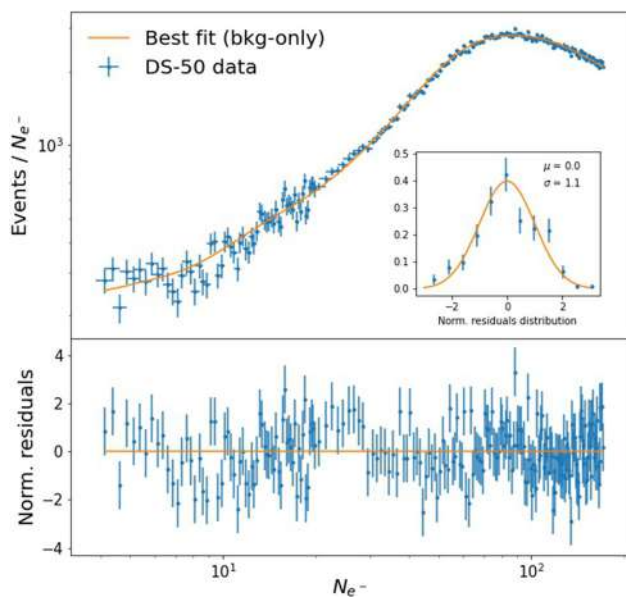 Best fit (bkg-only)
DS-50 data
Events / Nₑ⁻
10³
0.5
0.4
0.3
0.2
0.1
0.0
μ = 0.0
σ = 1.1
−2
0
2
Norm. residuals distribution
Norm. residuals
4
2
0
−2
−4
10¹
10²
Nₑ⁻